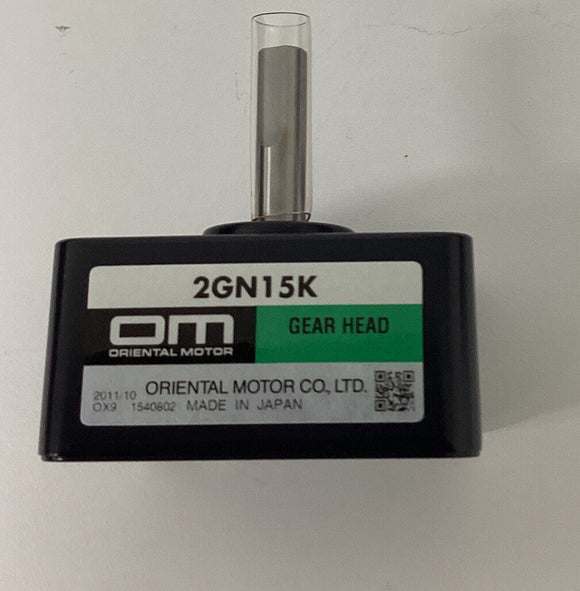 2GN15K
OM
ORIENTAL MOTOR
GEAR HEAD
2011/10 ORIENTAL MOTOR CO., LTD.
OX9 1540602 MADE IN JAPAN